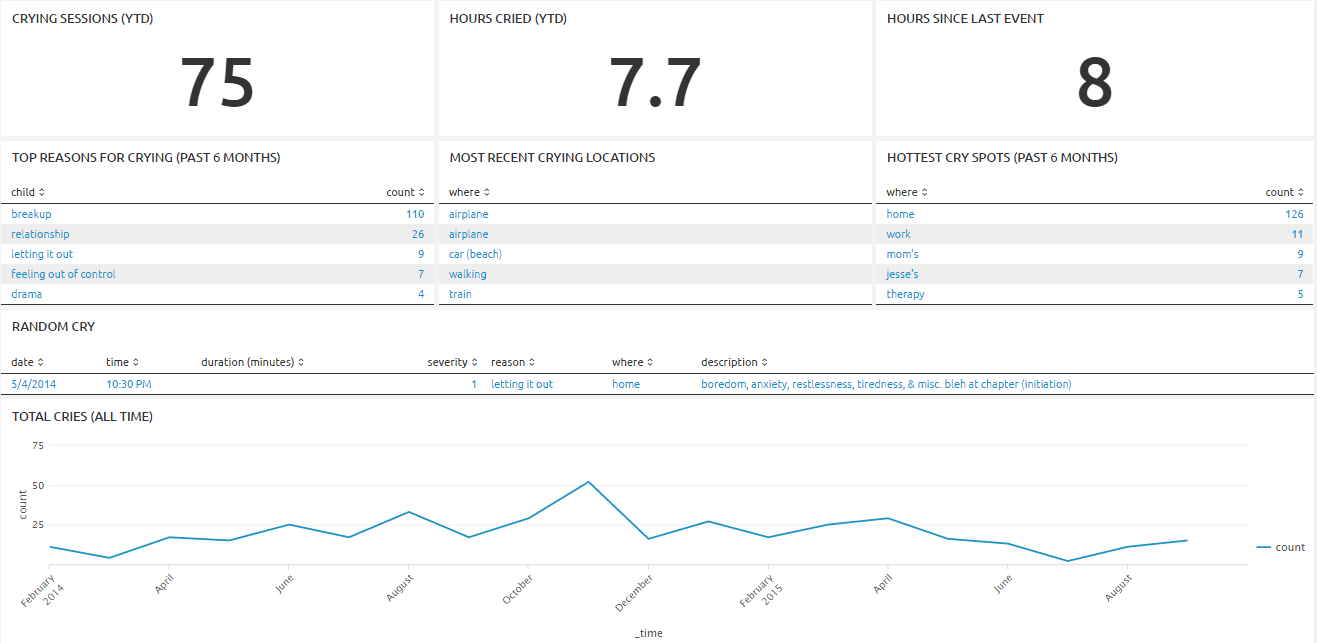 CRYING SESSIONS (YTD)
75
HOURS CRIED (YTD)
7.7
HOURS SINCE LAST EVENT
8
TOP REASONS FOR CRYING (PAST 6 MONTHS)
child count
breakup 110
relationship 26
letting it out 9
feeling out of control 7
drama 4
MOST RECENT CRYING LOCATIONS
where
airplane
airplane
car (beach)
walking
train
HOTTEST CRY SPOTS (PAST 6 MONTHS)
where count
home 126
work 11
mom's 9
jesse's 7
therapy 5
RANDOM CRY
date time duration (minutes) severity reason where description
5/4/2014 10:30 PM 1 letting it out home boredom, anxiety, restlessness, tiredness, & misc. bleh at chapter (initiation)
TOTAL CRIES (ALL TIME)
75
50
25
count
February
2014
April
June
August
October
December
February
2015
April
June
August
_time
count